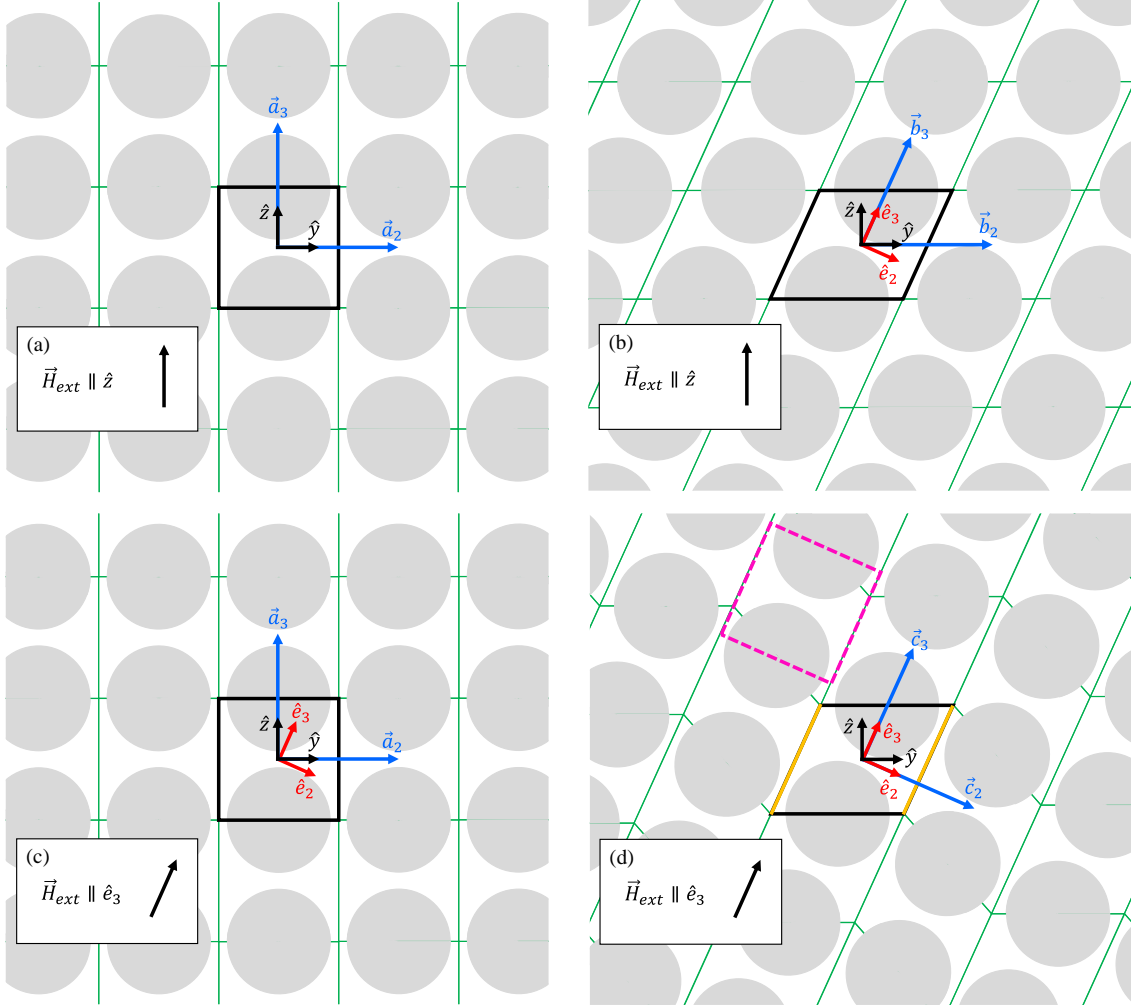 a⃗₃
ẑ
ŷ
a⃗₂
(a)
H⃗ₑₓₜ ∥ ẑ
b⃗₃
ẑ
ê₃
ŷ
b⃗₂
ê₂
(b)
H⃗ₑₓₜ ∥ ẑ
a⃗₃
ê₃
ẑ
ŷ
a⃗₂
ê₂
(c)
H⃗ₑₓₜ ∥ ê₃
c⃗₃
ẑ
ê₃
ŷ
ê₂
c⃗₂
(d)
H⃗ₑₓₜ ∥ ê₃